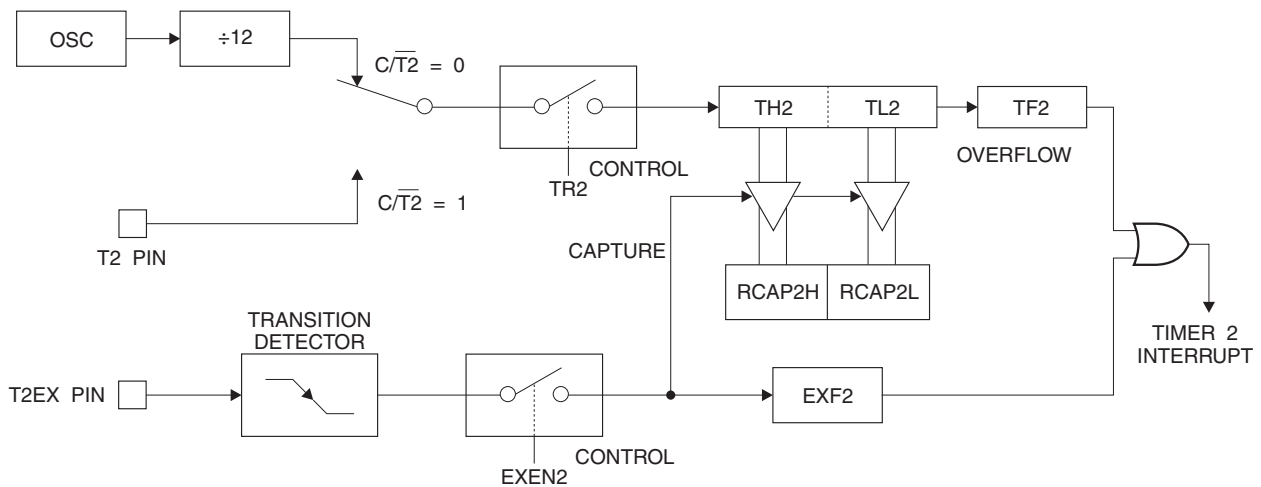 OSC
÷12
C/T2̅ = 0
TH2
TL2
TF2
OVERFLOW
CONTROL
TR2
C/T2̅ = 1
T2 PIN
CAPTURE
RCAP2H
RCAP2L
TRANSITION
DETECTOR
TIMER 2
INTERRUPT
T2EX PIN
EXF2
CONTROL
EXEN2